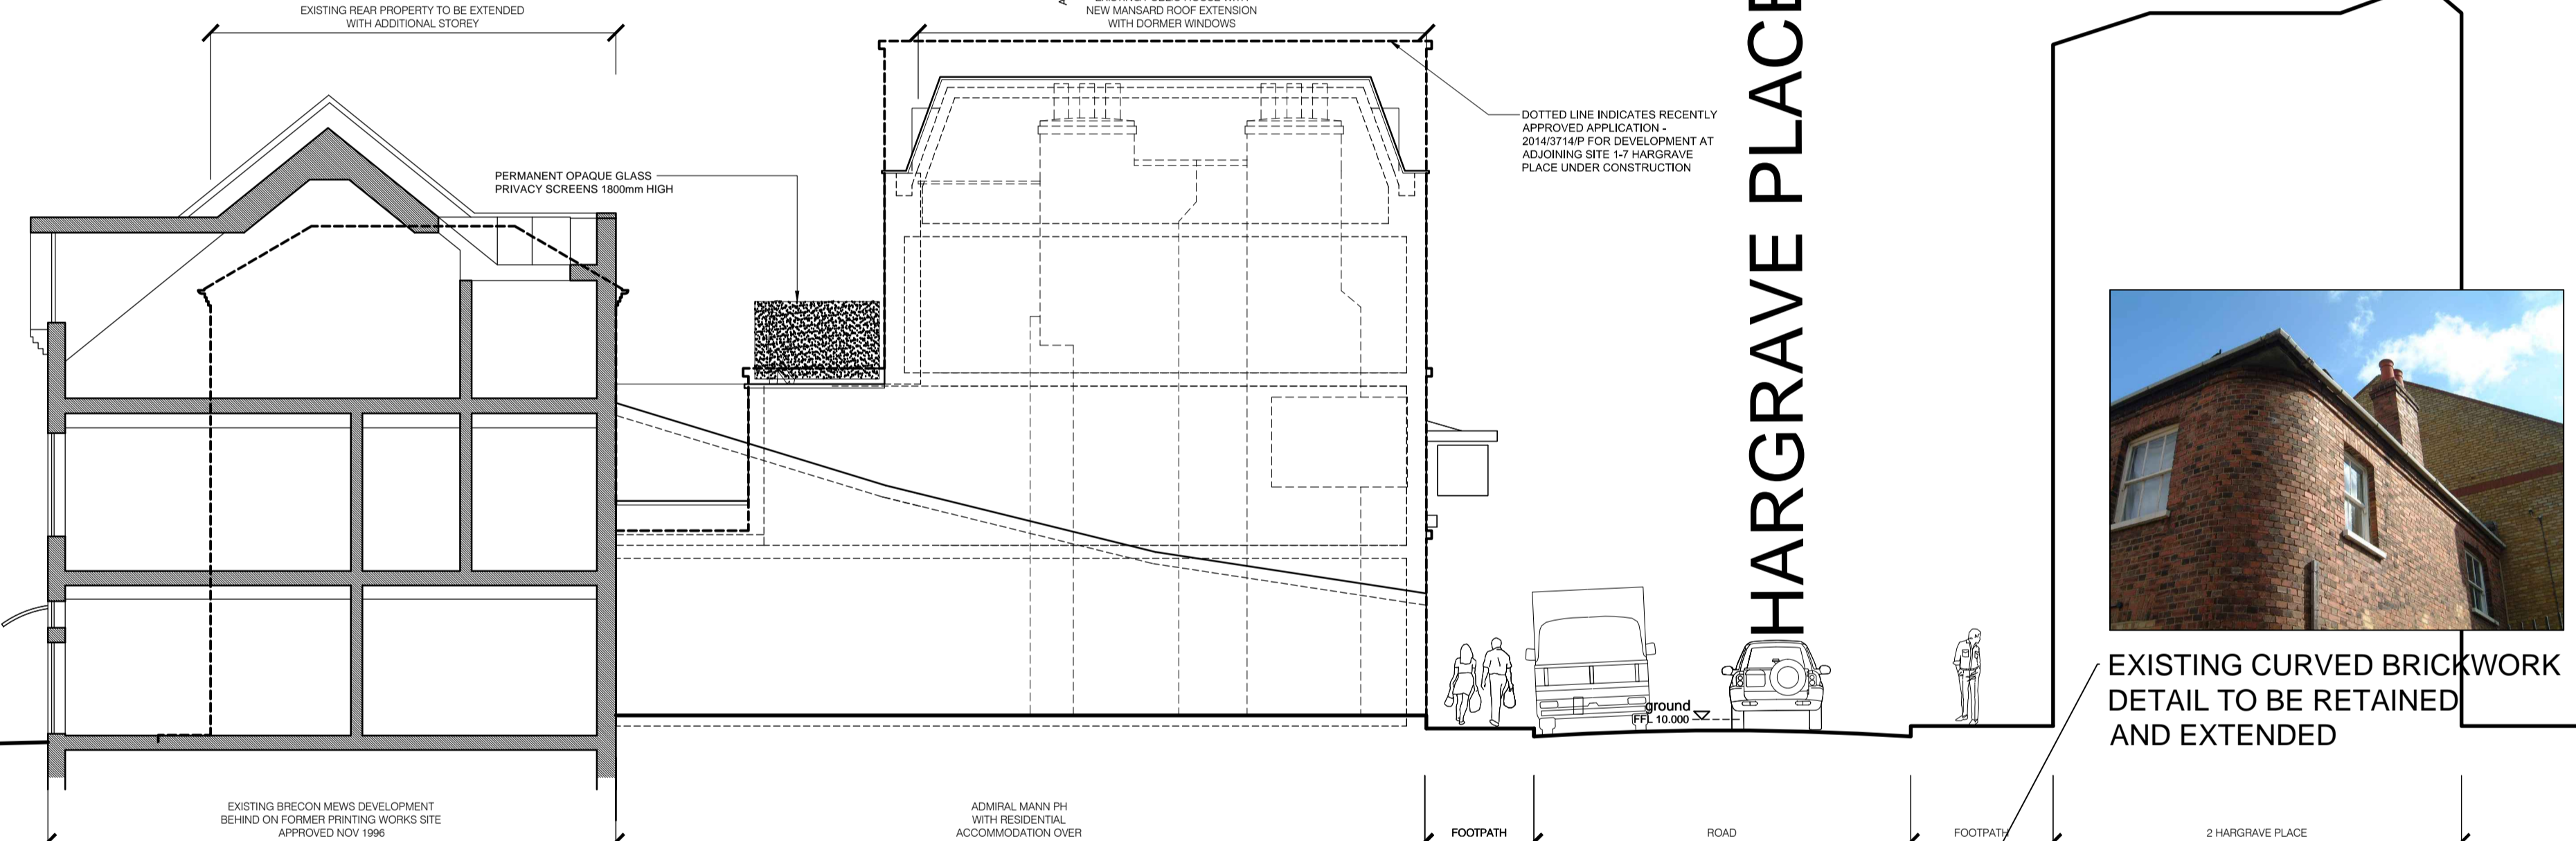 EXISTING REAR PROPERTY TO BE EXTENDED
WITH ADDITIONAL STOREY
NEW MANSARD ROOF EXTENSION
WITH DORMER WINDOWS
HARGRAVE PLACE
DOTTED LINE INDICATES RECENTLY
APPROVED APPLICATION -
2014/3714/P FOR DEVELOPMENT AT
ADJOINING SITE 1-7 HARGRAVE
PLACE UNDER CONSTRUCTION
PERMANENT OPAQUE GLASS
PRIVACY SCREENS 1800mm HIGH
EXISTING CURVED BRICKWORK
DETAIL TO BE RETAINED
AND EXTENDED
ground
FFL 10.000
EXISTING BRECON MEWS DEVELOPMENT
BEHIND ON FORMER PRINTING WORKS SITE
APPROVED NOV 1996
ADMIRAL MANN PH
WITH RESIDENTIAL
ACCOMMODATION OVER
FOOTPATH
ROAD
FOOTPATH
2 HARGRAVE PLACE